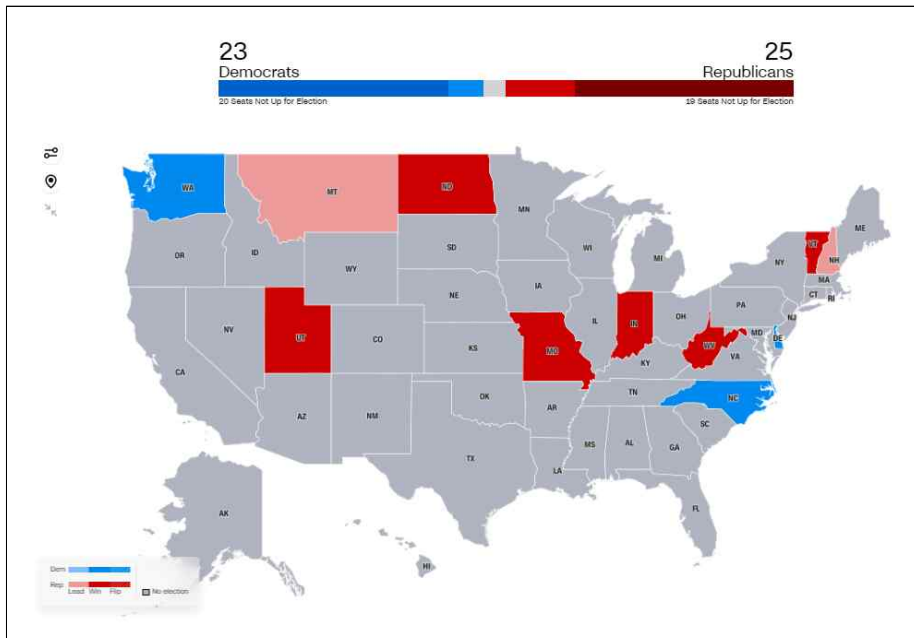 23
25
Democrats
Republicans
20 Seats Not Up for Election
19 Seats Not Up for Election
WA
MT
ND
MN
ME
OR
ID
SD
WI
VT
NH
WY
MI
NY
MA
CT
RI
IA
NE
PA
NJ
NV
UT
IL
IN
OH
CO
MO
WV
MD
DE
KS
VA
CA
KY
NC
TN
OK
AZ
NM
AR
SC
MS
AL
GA
TX
LA
FL
AK
HI
Dem
Rep
Lead Win Flip
No election